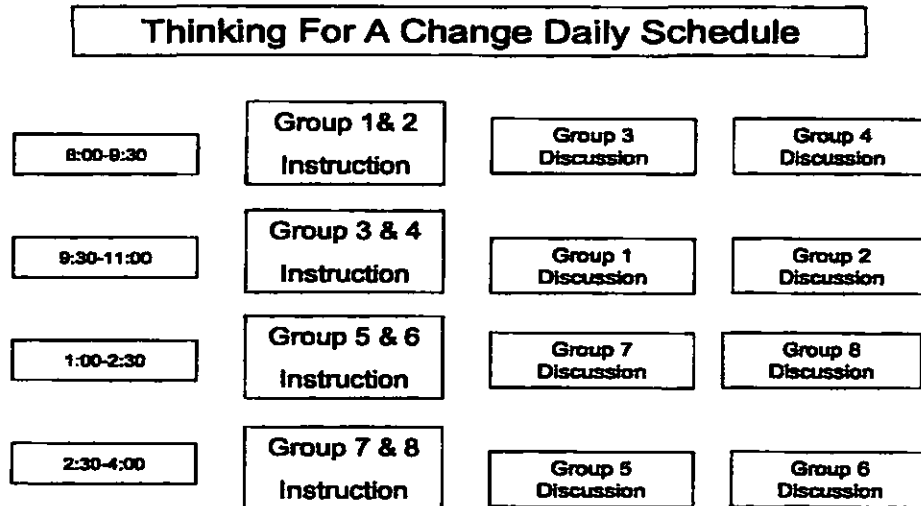 Thinking For A Change Daily Schedule
8:00-9:30
Group 1& 2
Instruction
Group 3
Discussion
Group 4
Discussion
9:30-11:00
Group 3 & 4
Instruction
Group 1
Discussion
Group 2
Discussion
1:00-2:30
Group 5 & 6
Instruction
Group 7
Discussion
Group 8
Discussion
2:30-4:00
Group 7 & 8
Instruction
Group 5
Discussion
Group 6
Discussion